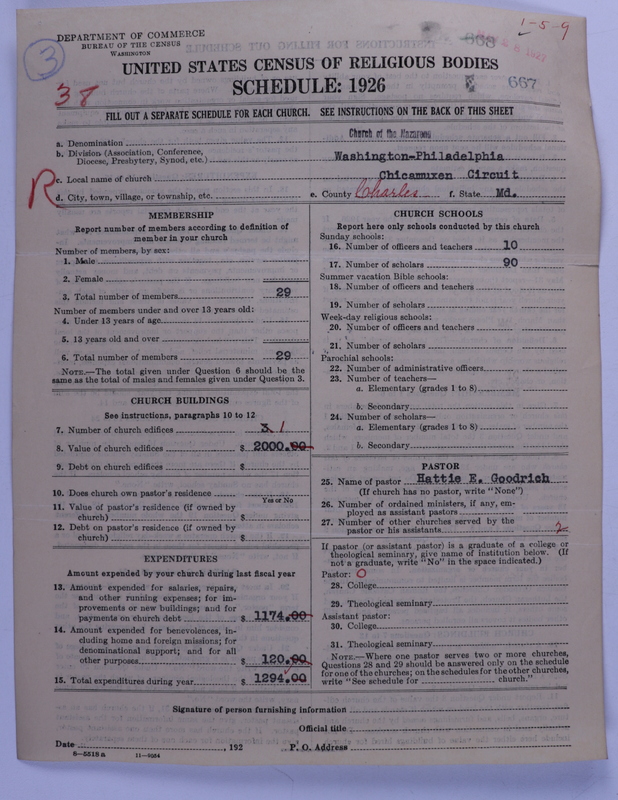 1-5-9
DEPARTMENT OF COMMERCE
BUREAU OF THE CENSUS
WASHINGTON
3
668
UNITED STATES CENSUS OF RELIGIOUS BODIES
38
SCHEDULE: 1926
667
FILL OUT A SEPARATE SCHEDULE FOR EACH CHURCH. SEE INSTRUCTIONS ON THE BACK OF THIS SHEET
a. Denomination Church of the Nazarene
b. Division (Association, Conference, Diocese, Presbytery, Synod, etc.) Washington-Philadelphia
R
c. Local name of church Chicamuxen Circuit
d. City, town, village, or township, etc. e. County Charles f. State Md.
MEMBERSHIP
Report number of members according to definition of
member in your church
Number of members, by sex:
1. Male
2. Female
3. Total number of members 29
Number of members under and over 13 years old:
4. Under 13 years of age
5. 13 years old and over
6. Total number of members 29
NOTE.—The total given under Question 6 should be
same as the total of males and females given under Question 3.
CHURCH BUILDINGS
See instructions, paragraphs 10 to 12
7. Number of church edifices 3 1
8. Value of church edifices $ 2000.00
9. Debt on church edifices $
10. Does church own pastor's residence
Yes or No
11. Value of pastor's residence (if owned by
church) $
12. Debt on pastor's residence (if owned by
church) $
EXPENDITURES
Amount expended by your church during last fiscal year
13. Amount expended for salaries, repairs,
and other running expenses; for im-
provements or new buildings; and for
payments on church debt $ 1174.00
14. Amount expended for benevolences, in-
cluding home and foreign missions; for
denominational support; and for all
other purposes $ 120.00
15. Total expenditures during year $ 1294.00
CHURCH SCHOOLS
Report here only schools conducted by this church
Sunday schools:
16. Number of officers and teachers 10
17. Number of scholars 90
Summer vacation Bible schools:
18. Number of officers and teachers
19. Number of scholars
Week-day religious schools:
20. Number of officers and teachers
21. Number of scholars
Parochial schools:
22. Number of administrative officers
23. Number of teachers—
a. Elementary (grades 1 to 8)
b. Secondary
24. Number of scholars—
a. Elementary (grades 1 to 8)
b. Secondary
PASTOR
25. Name of pastor Hattie E. Goodrich
(If church has no pastor, write "None")
26. Number of ordained ministers, if any, em-
ployed as assistant pastors
27. Number of other churches served by the
pastor or his assistants 2
If pastor (or assistant pastor) is a graduate of a college or
theological seminary, give name of institution below. (If
not a graduate, write "No" in the space indicated.)
Pastor: O
28. College
29. Theological seminary
Assistant pastor:
30. College
31. Theological seminary
NOTE.—Where one pastor serves two or more churches,
Questions 28 and 29 should be answered only on the schedule
for one of the churches; on the schedules for the other churches,
write "See schedule for church."
Signature of person furnishing information
Official title
Date , 192 P. O. Address
8—5518a 11—9054